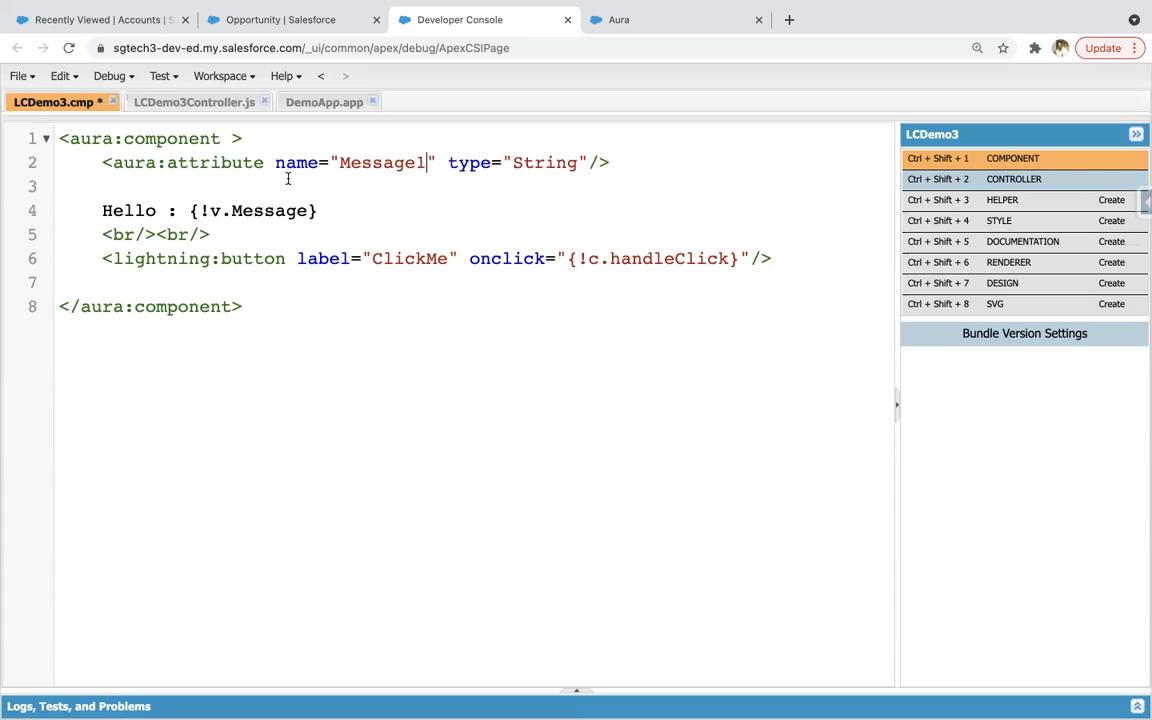 Recently Viewed | Accounts | S
Opportunity | Salesforce
Developer Console
Aura
sgtech3-dev-ed.my.salesforce.com/_ui/common/apex/debug/ApexCSIPage
Update
File Edit Debug Test Workspace Help < >
LCDemo3.cmp * LCDemo3Controller.js DemoApp.app
1 <aura:component >
2 <aura:attribute name="Message1" type="String"/>
3
4 Hello : {!v.Message}
5 <br/><br/>
6 <lightning:button label="ClickMe" onclick="{!c.handleClick}"/>
7
8 </aura:component>
LCDemo3
Ctrl + Shift + 1 COMPONENT
Ctrl + Shift + 2 CONTROLLER
Ctrl + Shift + 3 HELPER Create
Ctrl + Shift + 4 STYLE Create
Ctrl + Shift + 5 DOCUMENTATION Create
Ctrl + Shift + 6 RENDERER Create
Ctrl + Shift + 7 DESIGN Create
Ctrl + Shift + 8 SVG Create
Bundle Version Settings
Logs, Tests, and Problems